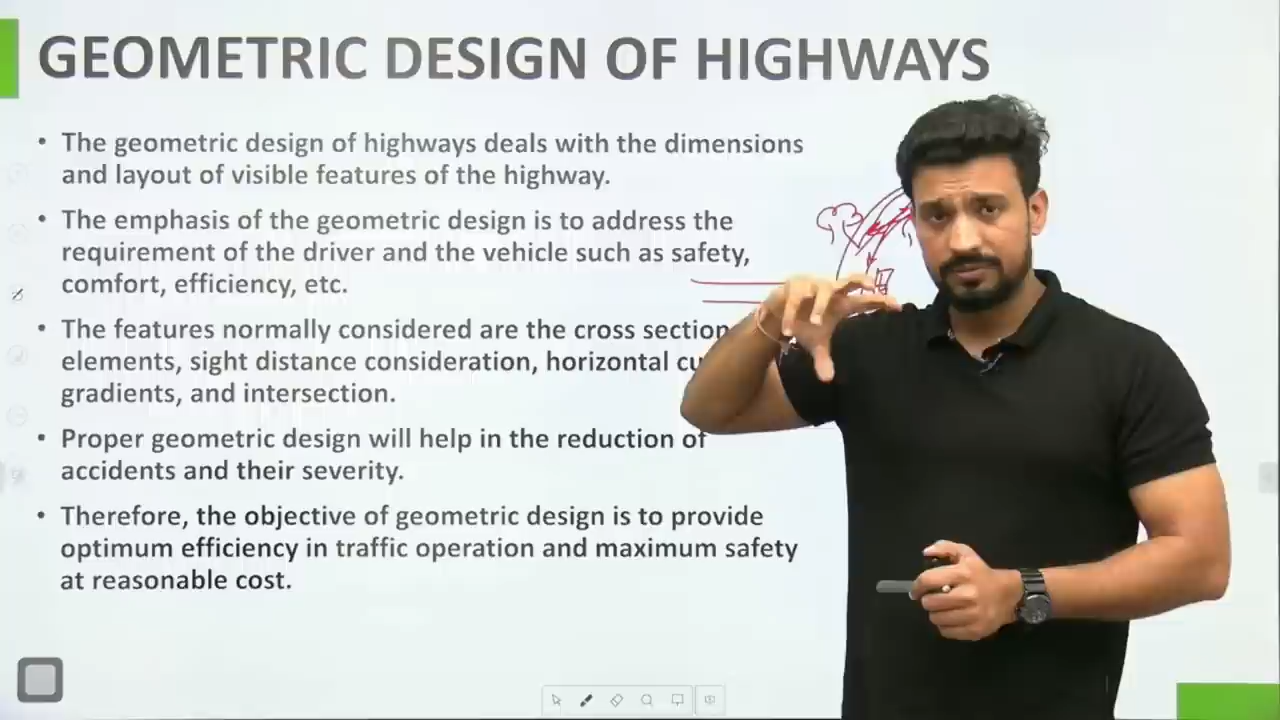 GEOMETRIC DESIGN OF HIGHWAYS
• The geometric design of highways deals with the dimensions
and layout of visible features of the highway.
• The emphasis of the geometric design is to address the
requirement of the driver and the vehicle such as safety,
comfort, efficiency, etc.
• The features normally considered are the cross section
elements, sight distance consideration, horizontal
gradients, and intersection.
• Proper geometric design will help in the reduction of
accidents and their severity.
• Therefore, the objective of geometric design is to provide
optimum efficiency in traffic operation and maximum safety
at reasonable cost.